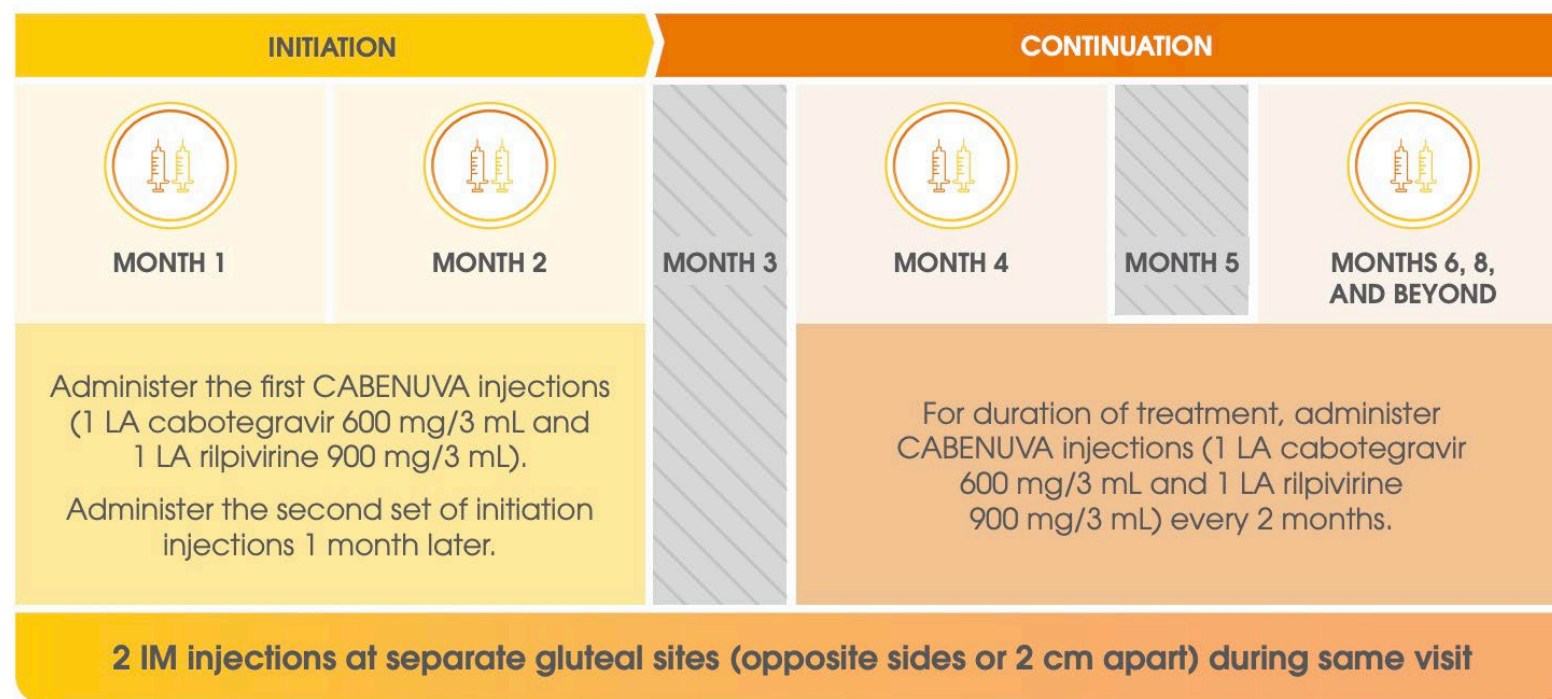 INITIATION
CONTINUATION
MONTH 1
MONTH 2
MONTH 3
MONTH 4
MONTH 5
MONTHS 6, 8,
AND BEYOND
Administer the first CABENUVA injections
(1 LA cabotegravir 600 mg/3 mL and
1 LA rilpivirine 900 mg/3 mL).
Administer the second set of initiation
injections 1 month later.
For duration of treatment, administer
CABENUVA injections (1 LA cabotegravir
600 mg/3 mL and 1 LA rilpivirine
900 mg/3 mL) every 2 months.
2 IM injections at separate gluteal sites (opposite sides or 2 cm apart) during same visit